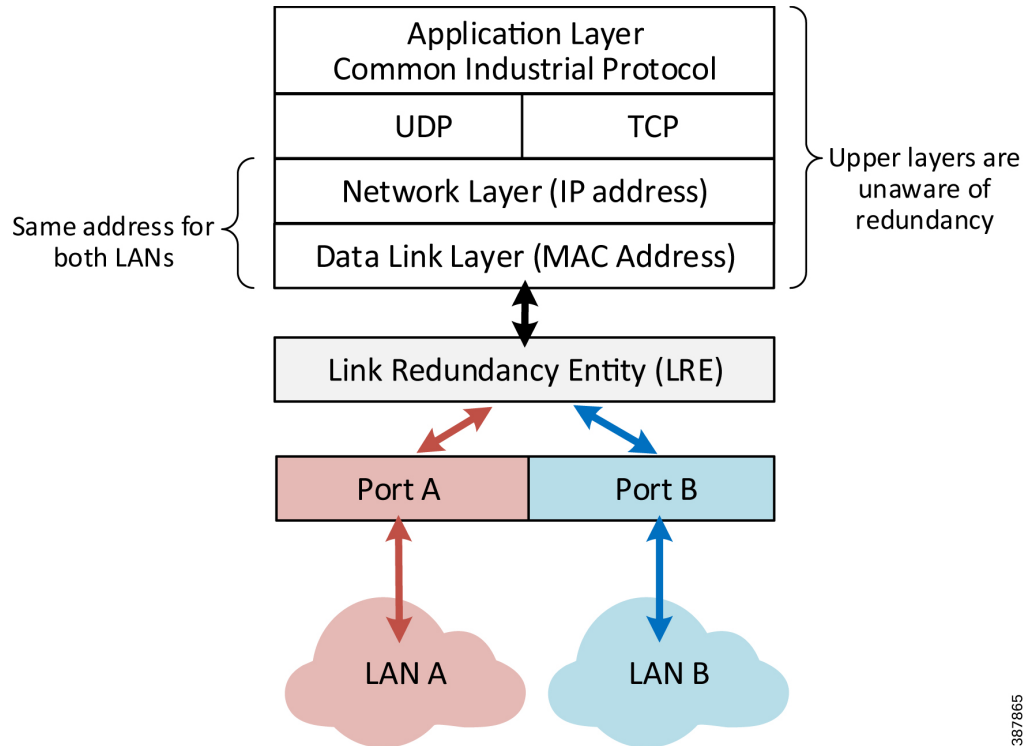 Application Layer
Common Industrial Protocol
UDP
TCP
Network Layer (IP address)
Data Link Layer (MAC Address)
Same address for
both LANs
Upper layers are
unaware of
redundancy
Link Redundancy Entity (LRE)
Port A
Port B
LAN A
LAN B
387865